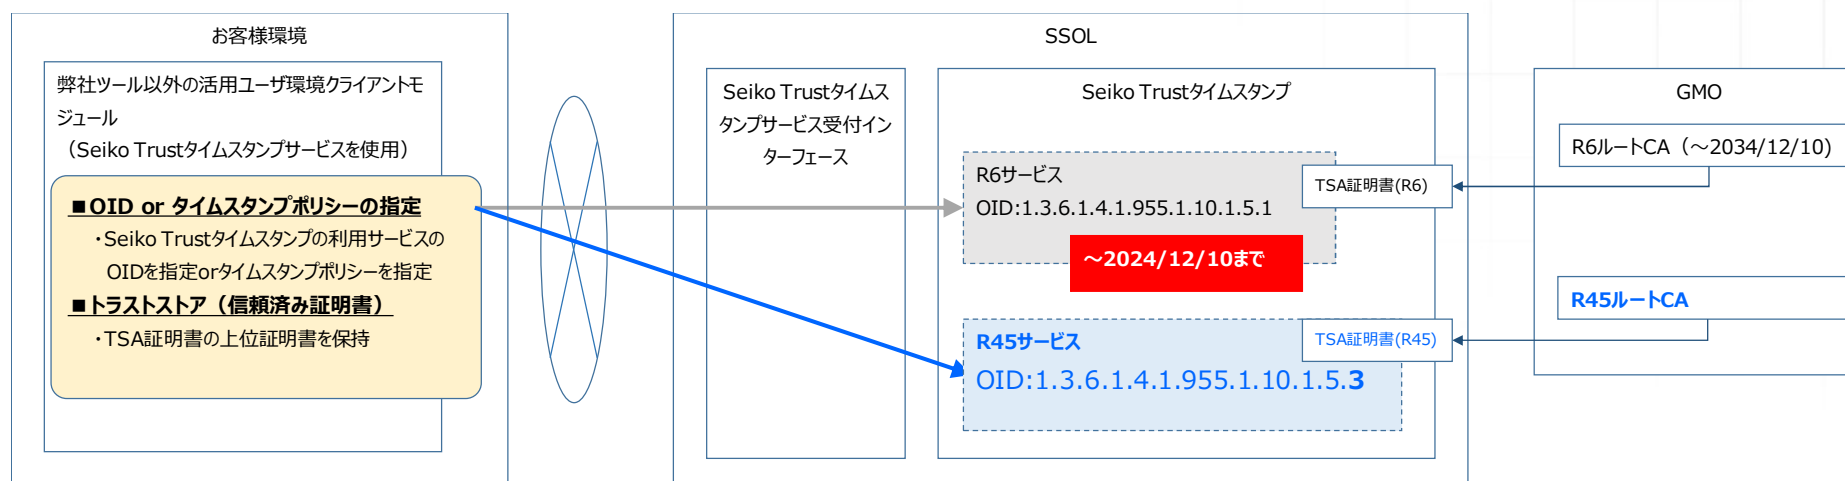 お客様環境
弊社ツール以外の活用ユーザ環境クライアントモ
ジュール
（Seiko Trustタイムスタンプサービスを使用）
■OID or タイムスタンプポリシーの指定
・Seiko Trustタイムスタンプの利用サービスの
OIDを指定orタイムスタンプポリシーを指定
■トラストストア（信頼済み証明書）
・TSA証明書の上位証明書を保持
SSOL
Seiko Trustタイムス
タンプサービス受付イン
ターフェース
Seiko Trustタイムスタンプ
R6サービス
OID:1.3.6.1.4.1.955.1.10.1.5.1
～2024/12/10まで
TSA証明書(R6)
R45サービス
OID:1.3.6.1.4.1.955.1.10.1.5.3
TSA証明書(R45)
GMO
R6ルートCA（～2034/12/10)
R45ルートCA